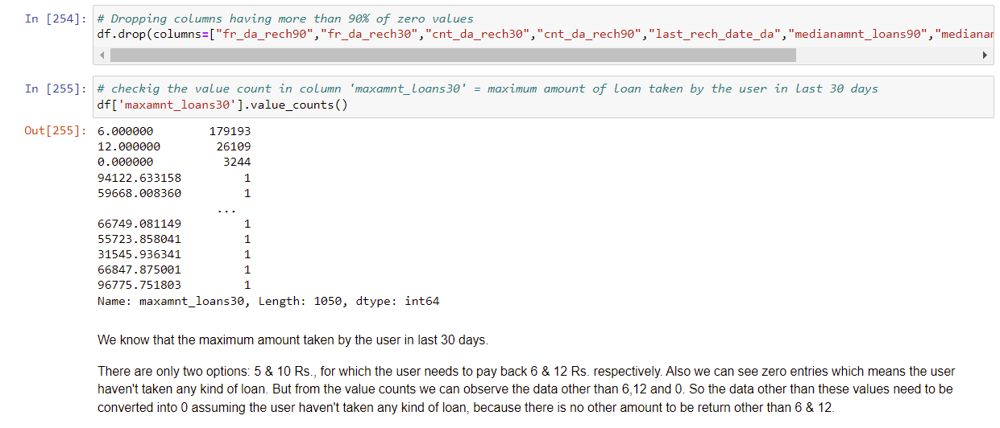 In [254]: # Dropping columns having more than 90% of zero values
df.drop(columns=["fr_da_rech90","fr_da_rech30","cnt_da_rech30","cnt_da_rech90","last_rech_date_da","medianamnt_loans90","medianar
In [255]: # checkig the value count in column 'maxamnt_loans30' = maximum amount of loan taken by the user in last 30 days
df['maxamnt_loans30'].value_counts()
Out[255]: 6.000000 179193
12.000000 26109
0.000000 3244
94122.633158 1
59668.008360 1
...
66749.081149 1
55723.858041 1
31545.936341 1
66847.875001 1
96775.751803 1
Name: maxamnt_loans30, Length: 1050, dtype: int64
We know that the maximum amount taken by the user in last 30 days.
There are only two options: 5 & 10 Rs., for which the user needs to pay back 6 & 12 Rs. respectively. Also we can see zero entries which means the user
haven't taken any kind of loan. But from the value counts we can observe the data other than 6,12 and 0. So the data other than these values need to be
converted into 0 assuming the user haven't taken any kind of loan, because there is no other amount to be return other than 6 & 12.